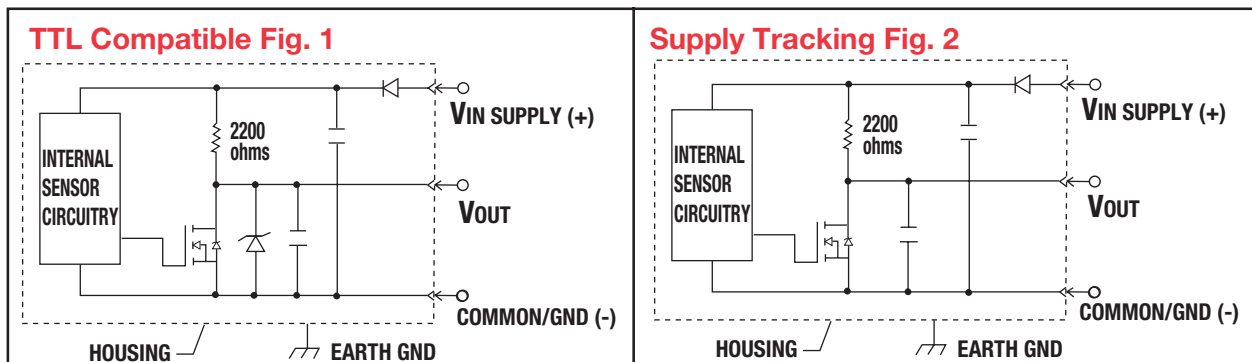 TTL Compatible Fig. 1
VIN SUPPLY (+)
2200
ohms
INTERNAL
SENSOR
CIRCUITRY
VOUT
COMMON/GND (-)
HOUSING
EARTH GND
Supply Tracking Fig. 2
VIN SUPPLY (+)
2200
ohms
INTERNAL
SENSOR
CIRCUITRY
VOUT
COMMON/GND (-)
HOUSING
EARTH GND